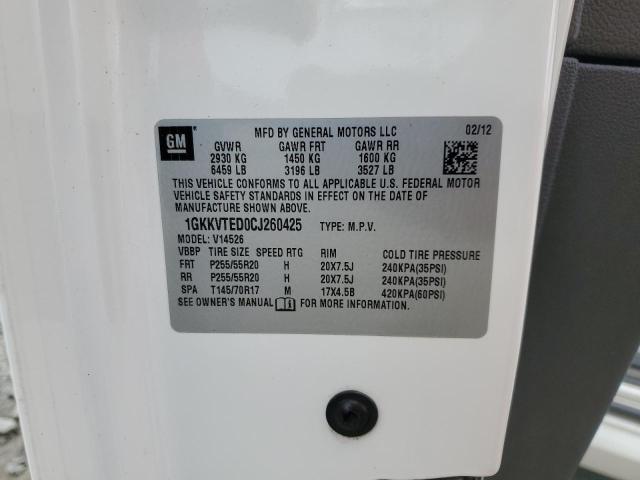 GM
MFD BY GENERAL MOTORS LLC 02/12
GVWR GAWR FRT GAWR RR
2930 KG 1450 KG 1600 KG
6459 LB 3196 LB 3527 LB
THIS VEHICLE CONFORMS TO ALL APPLICABLE U.S. FEDERAL MOTOR
VEHICLE SAFETY STANDARDS IN EFFECT ON THE DATE OF
MANUFACTURE SHOWN ABOVE.
1GKKVTED0CJ260425 TYPE: M.P.V.
MODEL: V14526
VBBP TIRE SIZE SPEED RTG RIM COLD TIRE PRESSURE
FRT P255/55R20 H 20X7.5J 240KPA(35PSI)
RR P255/55R20 H 20X7.5J 240KPA(35PSI)
SPA T145/70R17 M 17X4.5B 420KPA(60PSI)
SEE OWNER'S MANUAL FOR MORE INFORMATION.